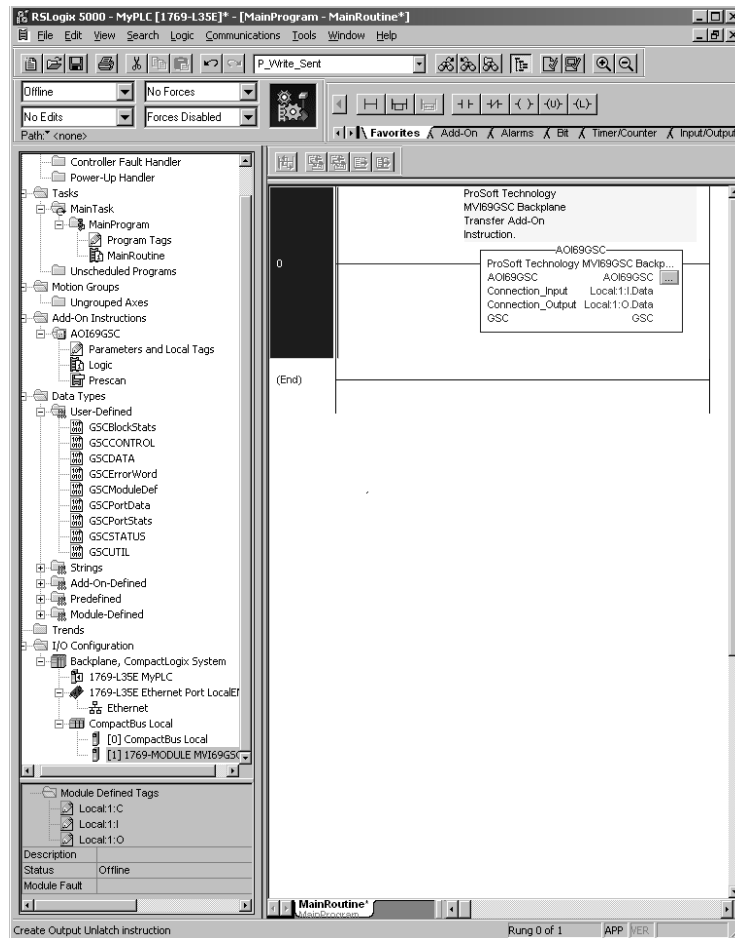 RSLogix 5000 - MyPLC [1769-L35E]* - [MainProgram - MainRoutine*]
File Edit View Search Logic Communications Tools Window Help
P_Write_Sent
Offline
No Forces
No Edits
Forces Disabled
Path:* <none>
Favorites Add-On Alarms Bit Timer/Counter Input/Output
Controller Fault Handler
Power-Up Handler
Tasks
MainTask
MainProgram
Program Tags
MainRoutine
Unscheduled Programs
Motion Groups
Ungrouped Axes
Add-On Instructions
AOI69GSC
Parameters and Local Tags
Logic
Prescan
Data Types
User-Defined
GSCBlockStats
GSCCONTROL
GSCDATA
GSCErrorWord
GSCModuleDef
GSCPortData
GSCPortStats
GSCSTATUS
GSCUTIL
Strings
Add-On-Defined
Predefined
Module-Defined
Trends
I/O Configuration
Backplane, CompactLogix System
1769-L35E MyPLC
1769-L35E Ethernet Port LocalEN
Ethernet
CompactBus Local
[0] CompactBus Local
[1] 1769-MODULE MVI69GSC
Module Defined Tags
Local:1:C
Local:1:I
Local:1:O
Description
Status Offline
Module Fault
ProSoft Technology
MVI69GSC Backplane
Transfer Add-On
Instruction.
0
AOI69GSC
ProSoft Technology MVI69GSC Backp...
AOI69GSC AOI69GSC ...
Connection_Input Local:1:I.Data
Connection_Output Local:1:O.Data
GSC GSC
(End)
MainRoutine*
MainProgram
Create Output Unlatch instruction
Rung 0 of 1 APP VER